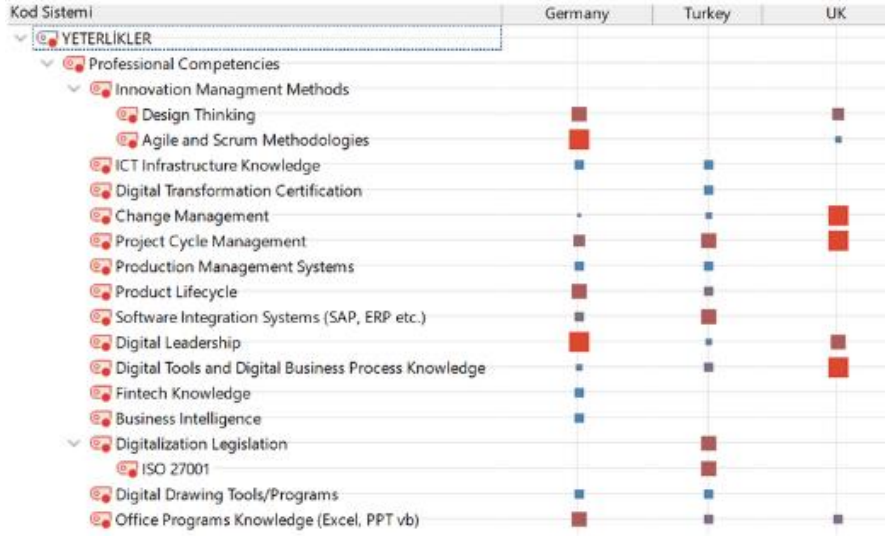 Kod Sistemi Germany Turkey UK
YETERLİKLER
Professional Competencies
Innovation Managment Methods
Design Thinking
Agile and Scrum Methodologies
ICT Infrastructure Knowledge
Digital Transformation Certification
Change Management
Project Cycle Management
Production Management Systems
Product Lifecycle
Software Integration Systems (SAP, ERP etc.)
Digital Leadership
Digital Tools and Digital Business Process Knowledge
Fintech Knowledge
Business Intelligence
Digitalization Legislation
ISO 27001
Digital Drawing Tools/Programs
Office Programs Knowledge (Excel, PPT vb)